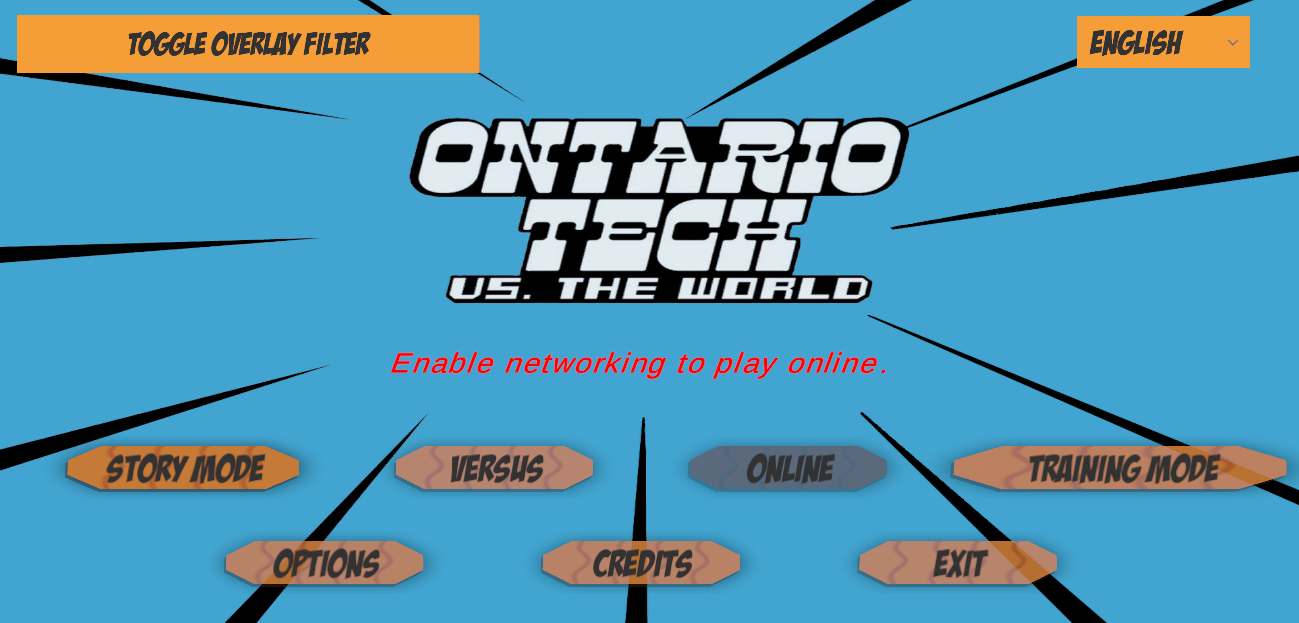 TOGGLE OVERLAY FILTER
ENGLISH
ONTARIO
TECH
VS. THE WORLD
Enable networking to play online.
STORY MODE
VERSUS
ONLINE
TRAINING MODE
OPTIONS
CREDITS
EXIT